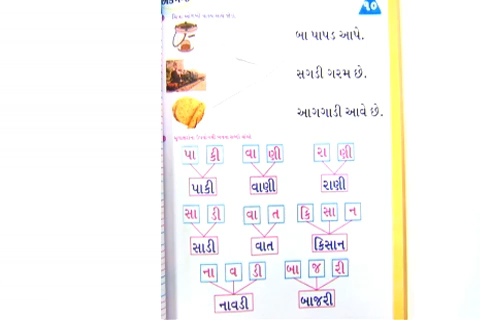 ૧૦
બા પાપડ આપે.
સગડી ગરમ છે.
આગગાડી આવે છે.
પા કી વા ણી રા ણી
પાકી વાણી રાણી
સા ડી વા ત કિ સા ન
સાડી વાત કિસાન
ના વ ડી બા જ રી
નાવડી બાજરી